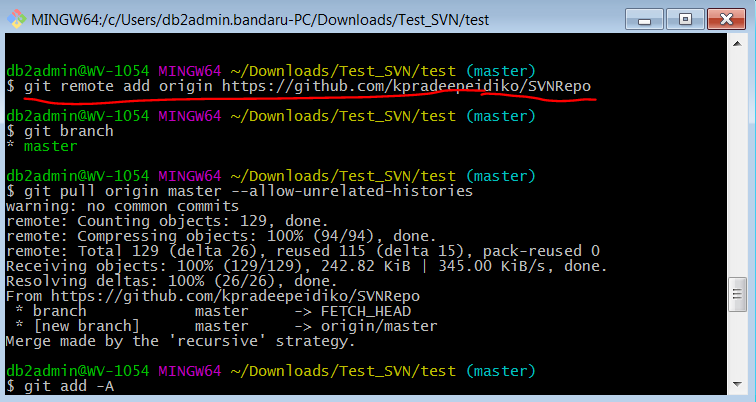 MINGW64:/c/Users/db2admin.bandaru-PC/Downloads/Test_SVN/test
db2admin@WV-1054 MINGW64 ~/Downloads/Test_SVN/test (master)
$ git remote add origin https://github.com/kpradeepeidiko/SVNRepo
db2admin@WV-1054 MINGW64 ~/Downloads/Test_SVN/test (master)
$ git branch
* master
db2admin@WV-1054 MINGW64 ~/Downloads/Test_SVN/test (master)
$ git pull origin master --allow-unrelated-histories
warning: no common commits
remote: Counting objects: 129, done.
remote: Compressing objects: 100% (94/94), done.
remote: Total 129 (delta 26), reused 115 (delta 15), pack-reused 0
Receiving objects: 100% (129/129), 242.82 KiB | 345.00 KiB/s, done.
Resolving deltas: 100% (26/26), done.
From https://github.com/kpradeepeidiko/SVNRepo
 * branch            master     -> FETCH_HEAD
 * [new branch]      master     -> origin/master
Merge made by the 'recursive' strategy.
db2admin@WV-1054 MINGW64 ~/Downloads/Test_SVN/test (master)
$ git add -A